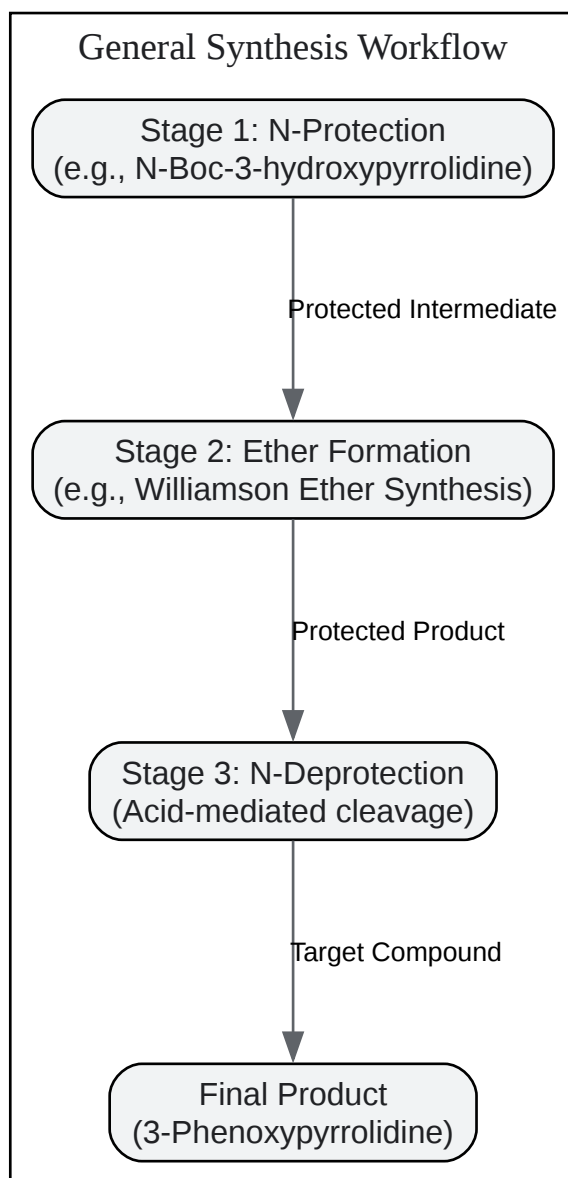 General Synthesis Workflow
Stage 1: N-Protection
(e.g., N-Boc-3-hydroxypyrrolidine)
Protected Intermediate
Stage 2: Ether Formation
(e.g., Williamson Ether Synthesis)
Protected Product
Stage 3: N-Deprotection
(Acid-mediated cleavage)
Target Compound
Final Product
(3-Phenoxypyrrolidine)